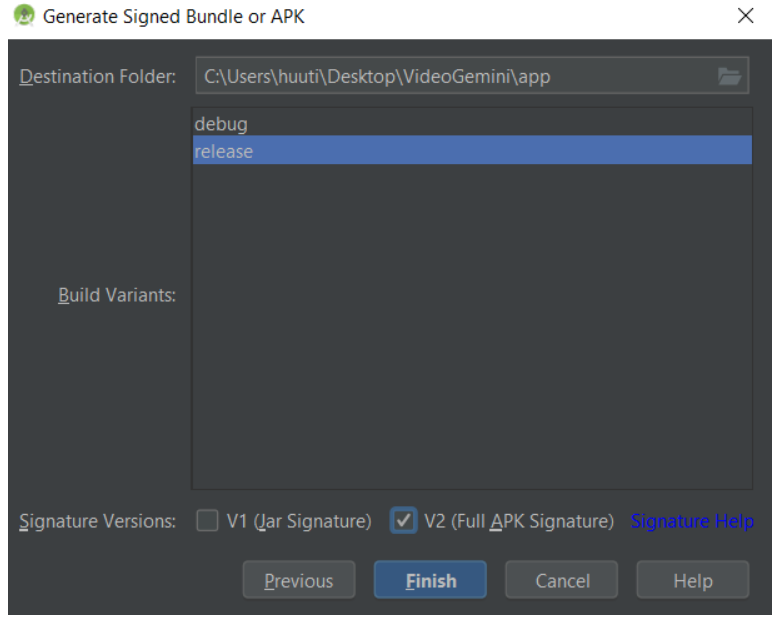 Generate Signed Bundle or APK
Destination Folder: C:\Users\huuti\Desktop\VideoGemini\app
debug
release
Build Variants:
Signature Versions: V1 (Jar Signature) V2 (Full APK Signature) Signature Help
Previous Finish Cancel Help